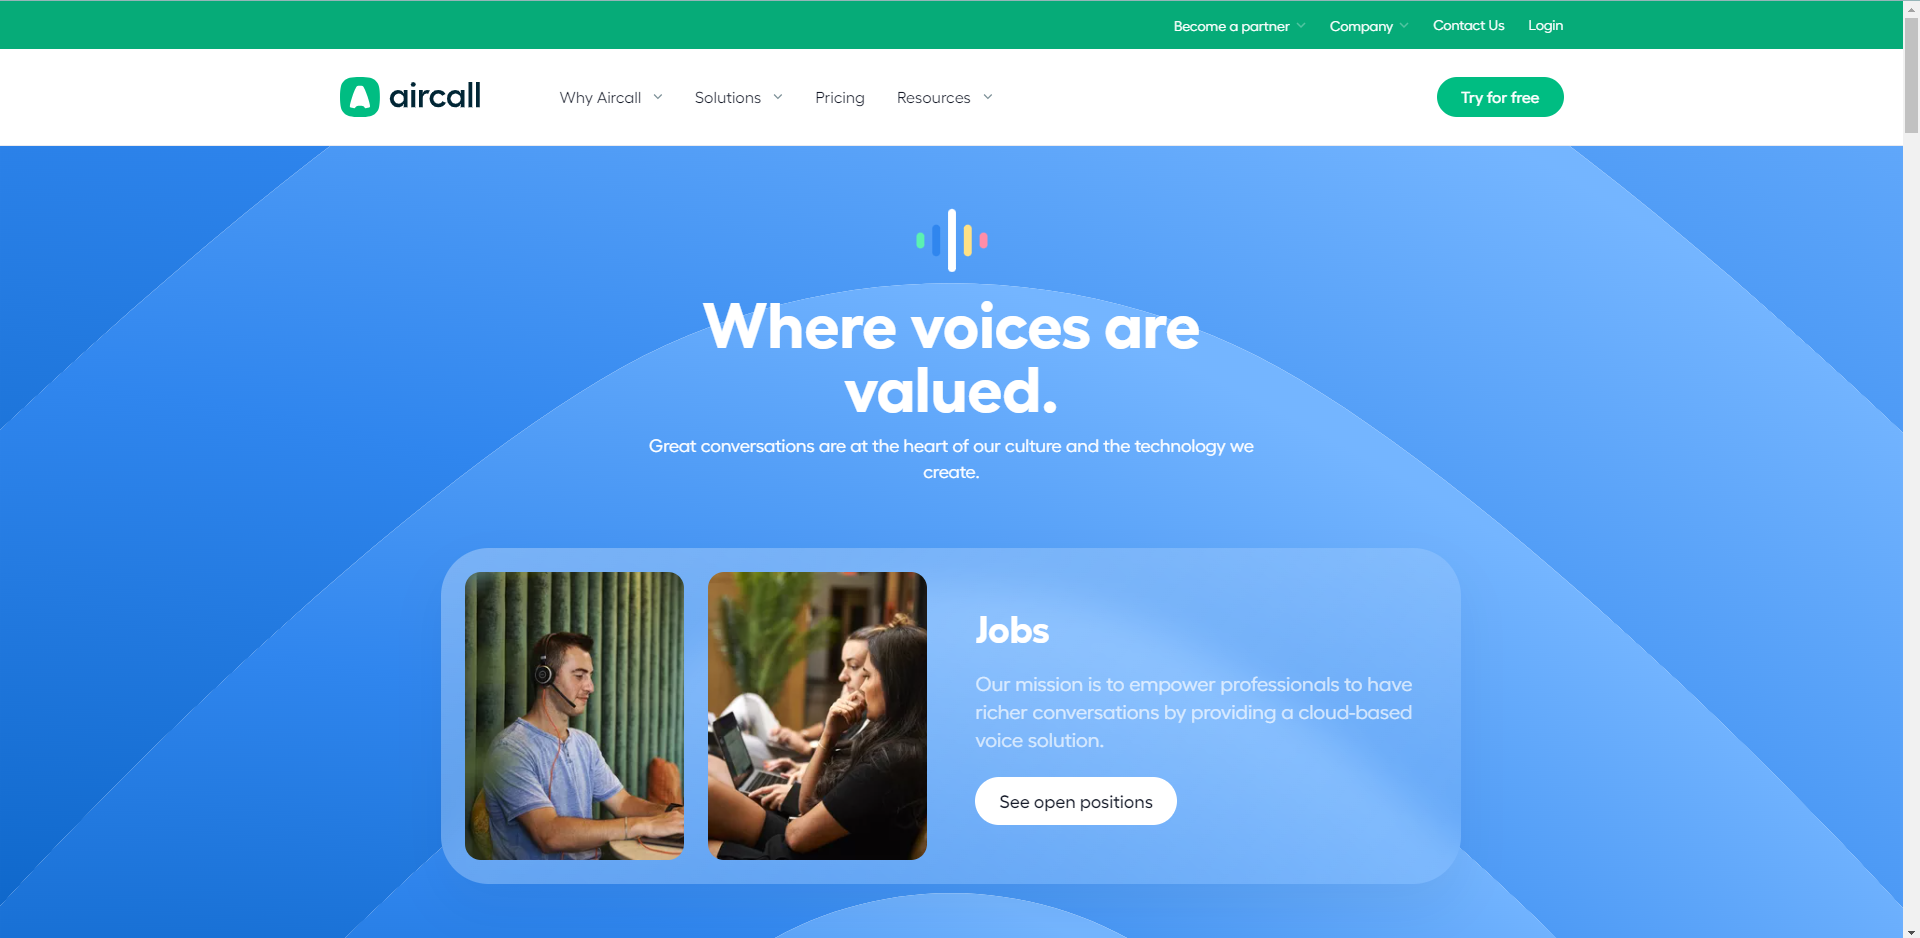 Become a partner
Company
Contact Us
Login
aircall
Why Aircall
Solutions
Pricing
Resources
Try for free
Where voices are
valued.
Great conversations are at the heart of our culture and the technology we
create.
Jobs
Our mission is to empower professionals to have
richer conversations by providing a cloud-based
voice solution.
See open positions